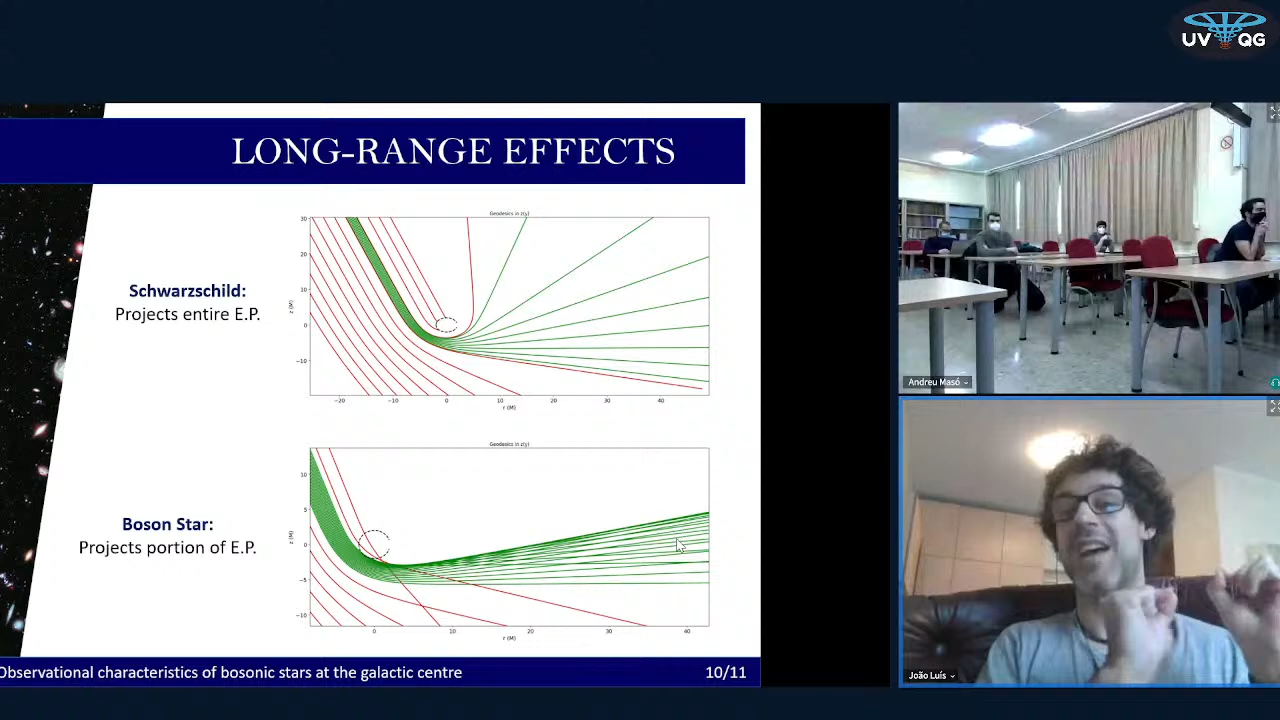 UV QG
LONG-RANGE EFFECTS
Schwarzschild:
Projects entire E.P.
Geodesics in z(y)
z (M)
30
20
10
0
−10
−20
−10
0
10
20
30
40
r (M)
Boson Star:
Projects portion of E.P.
Geodesics in z(y)
z (M)
10
5
0
−5
−10
0
10
20
30
40
r (M)
Observational characteristics of bosonic stars at the galactic centre
10/11
Andreu Masó
João Luís